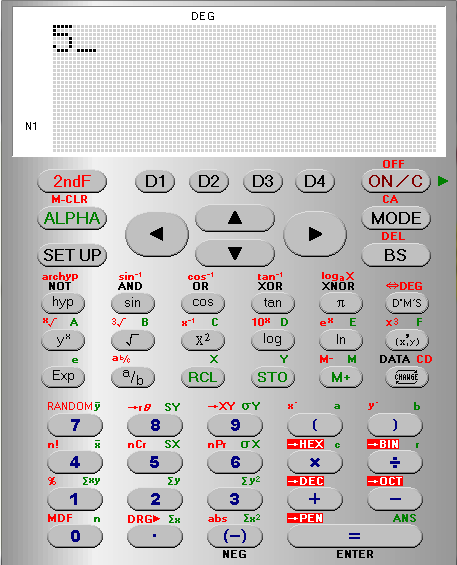 DEG
5_
N1
OFF
2ndF D1 D2 D3 D4 ON/C
M-CLR CA
ALPHA MODE
DEL
SET UP BS
archyp sin⁻¹ cos⁻¹ tan⁻¹ logₐX ⇔DEG
NOT AND OR XOR XNOR
hyp sin cos tan π D°M'S
ˣ√ A ³√ B x⁻¹ C 10ˣ D eˣ E x³ F
yˣ √ X² log ln (x,y)
e a b/c X Y M- M DATA CD
Exp a/b RCL STO M+ CHANGE
RANDOM ȳ →rθ SY →XY σY x' a y' b
7 8 9 ( )
n! x̄ nCr SX nPr σX →HEX c →BIN r
4 5 6 × ÷
% Σxy Σy Σy² →DEC →OCT
1 2 3 + −
MDF n DRG▶ Σx abs Σx² →PEN ANS
0 · (−) =
NEG ENTER